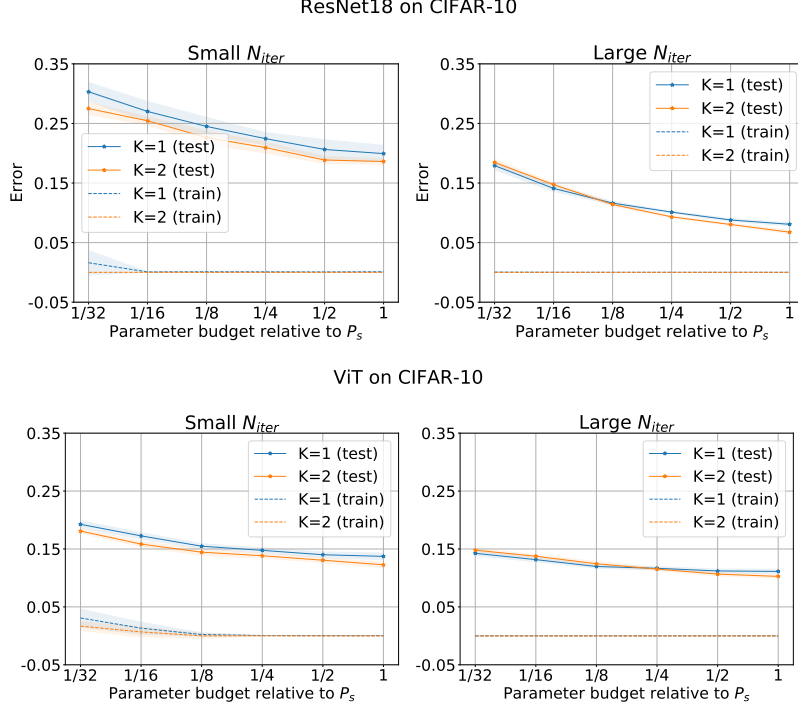 ResNet18 on CIFAR-10
Small N_iter
Large N_iter
Error
0.35
0.25
0.15
0.05
-0.05
K=1 (test)
K=2 (test)
K=1 (train)
K=2 (train)
1/32 1/16 1/8 1/4 1/2 1
Parameter budget relative to P_s
Error
0.35
0.25
0.15
0.05
-0.05
K=1 (test)
K=2 (test)
K=1 (train)
K=2 (train)
1/32 1/16 1/8 1/4 1/2 1
Parameter budget relative to P_s
ViT on CIFAR-10
Small N_iter
Large N_iter
0.35
0.25
0.15
0.05
-0.05
K=1 (test)
K=2 (test)
K=1 (train)
K=2 (train)
1/32 1/16 1/8 1/4 1/2 1
Parameter budget relative to P_s
0.35
0.25
0.15
0.05
-0.05
K=1 (test)
K=2 (test)
K=1 (train)
K=2 (train)
1/32 1/16 1/8 1/4 1/2 1
Parameter budget relative to P_s